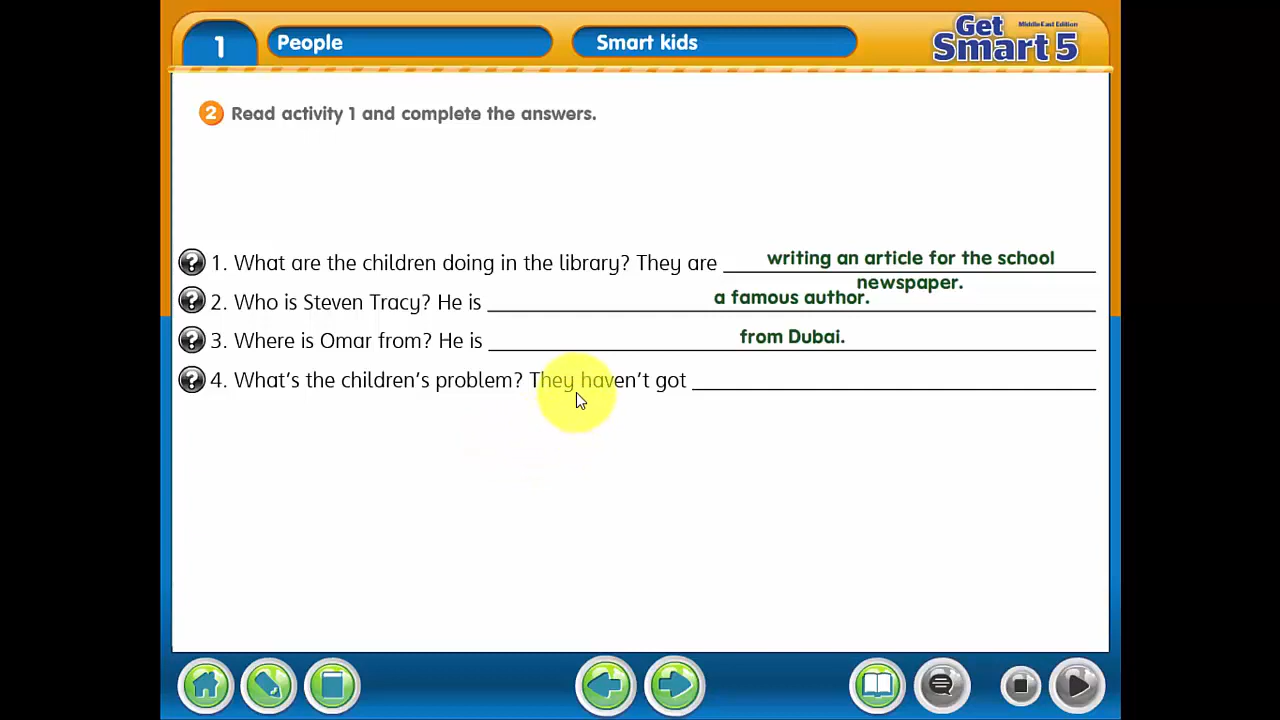 1
People
Smart kids
Get
Middle East Edition
Smart 5
2 Read activity 1 and complete the answers.
? 1. What are the children doing in the library? They are writing an article for the school
newspaper.
? 2. Who is Steven Tracy? He is a famous author.
? 3. Where is Omar from? He is from Dubai.
? 4. What's the children's problem? They haven't got